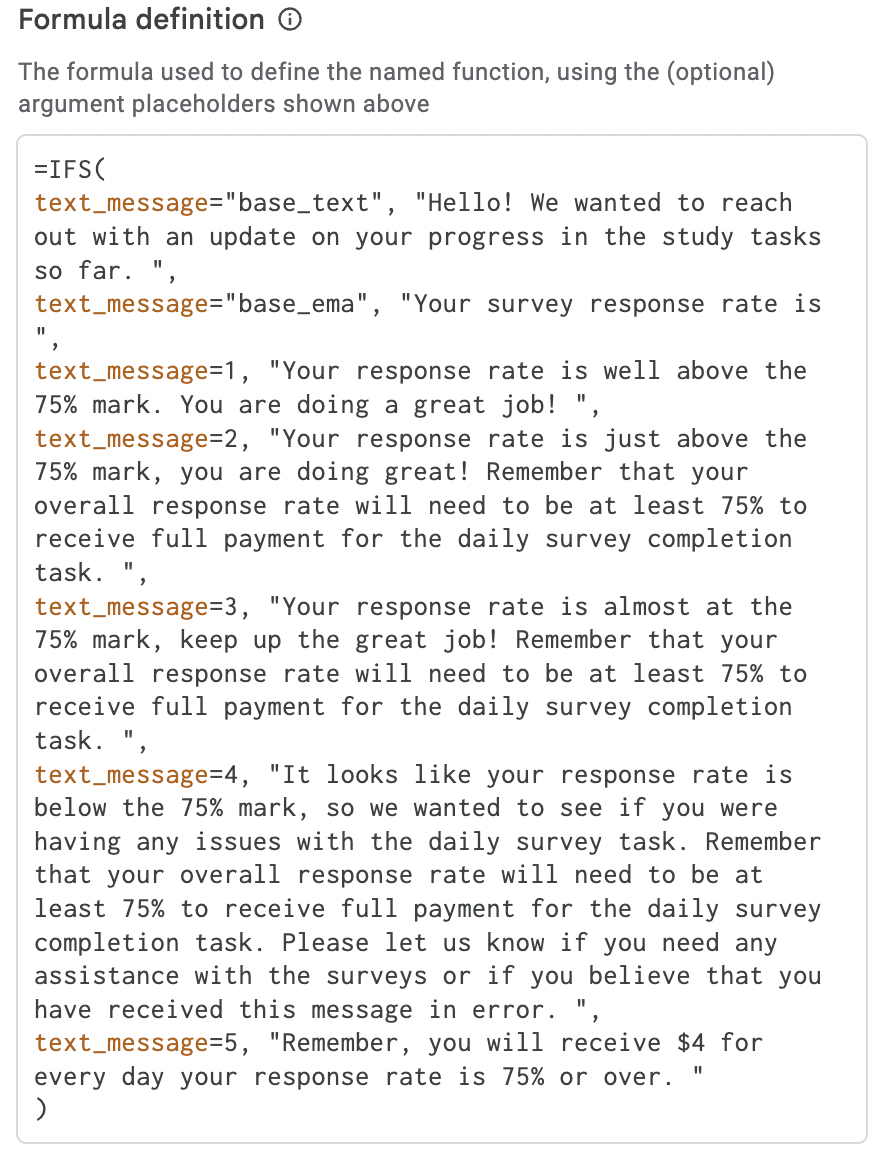 Formula definition
The formula used to define the named function, using the (optional)
argument placeholders shown above
=IFS(
text_message="base_text", "Hello! We wanted to reach
out with an update on your progress in the study tasks
so far. ",
text_message="base_ema", "Your survey response rate is
",
text_message=1, "Your response rate is well above the
75% mark. You are doing a great job! ",
text_message=2, "Your response rate is just above the
75% mark, you are doing great! Remember that your
overall response rate will need to be at least 75% to
receive full payment for the daily survey completion
task. ",
text_message=3, "Your response rate is almost at the
75% mark, keep up the great job! Remember that your
overall response rate will need to be at least 75% to
receive full payment for the daily survey completion
task. ",
text_message=4, "It looks like your response rate is
below the 75% mark, so we wanted to see if you were
having any issues with the daily survey task. Remember
that your overall response rate will need to be at
least 75% to receive full payment for the daily survey
completion task. Please let us know if you need any
assistance with the surveys or if you believe that you
have received this message in error. ",
text_message=5, "Remember, you will receive $4 for
every day your response rate is 75% or over. "
)